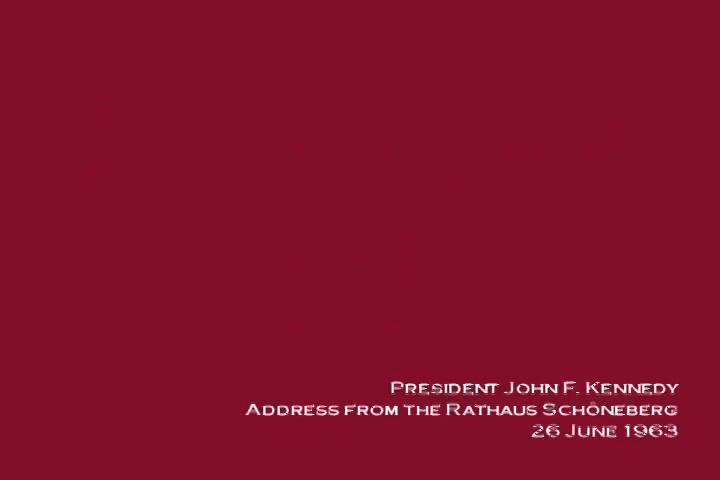 President John F. Kennedy
Address from the Rathaus Schöneberg
26 June 1963